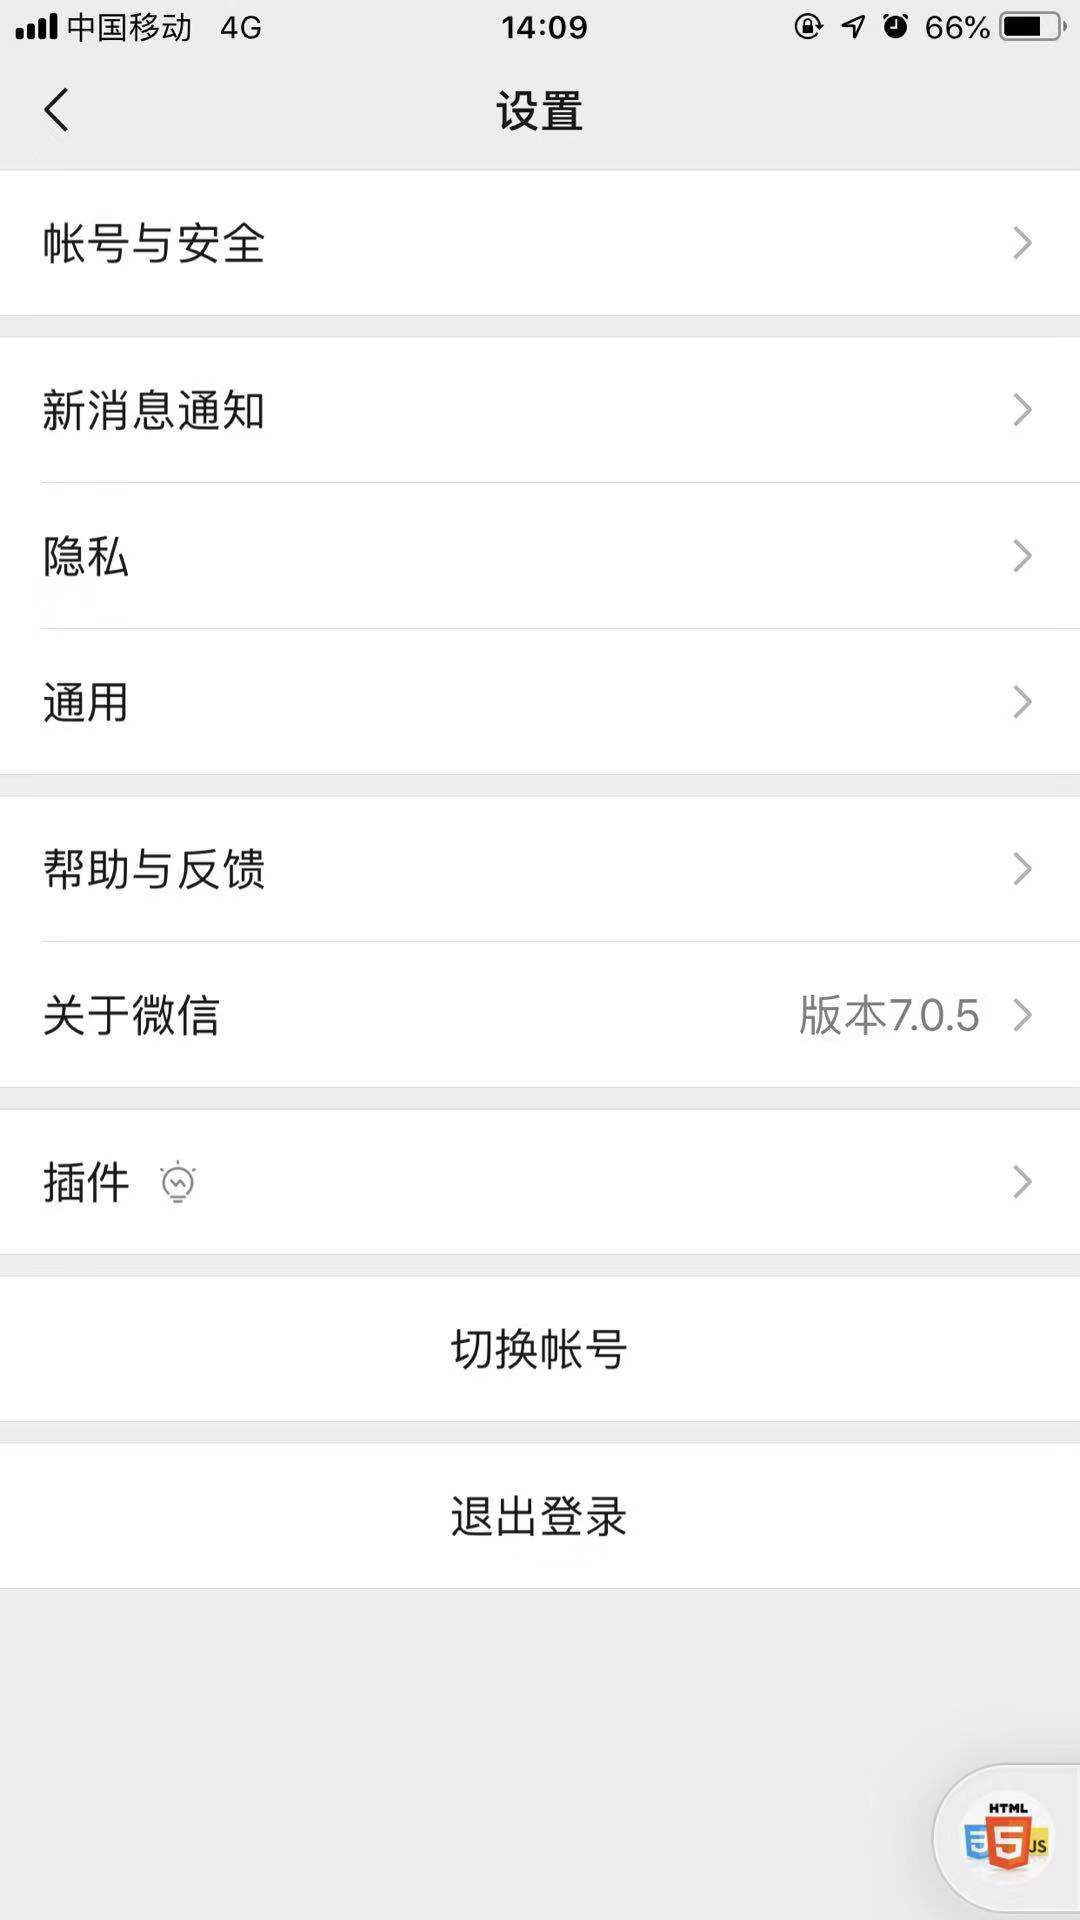 中国移动 4G 14:09 66%
设置
帐号与安全
新消息通知
隐私
通用
帮助与反馈
关于微信 版本7.0.5
插件
切换帐号
退出登录
HTML
3 5 JS